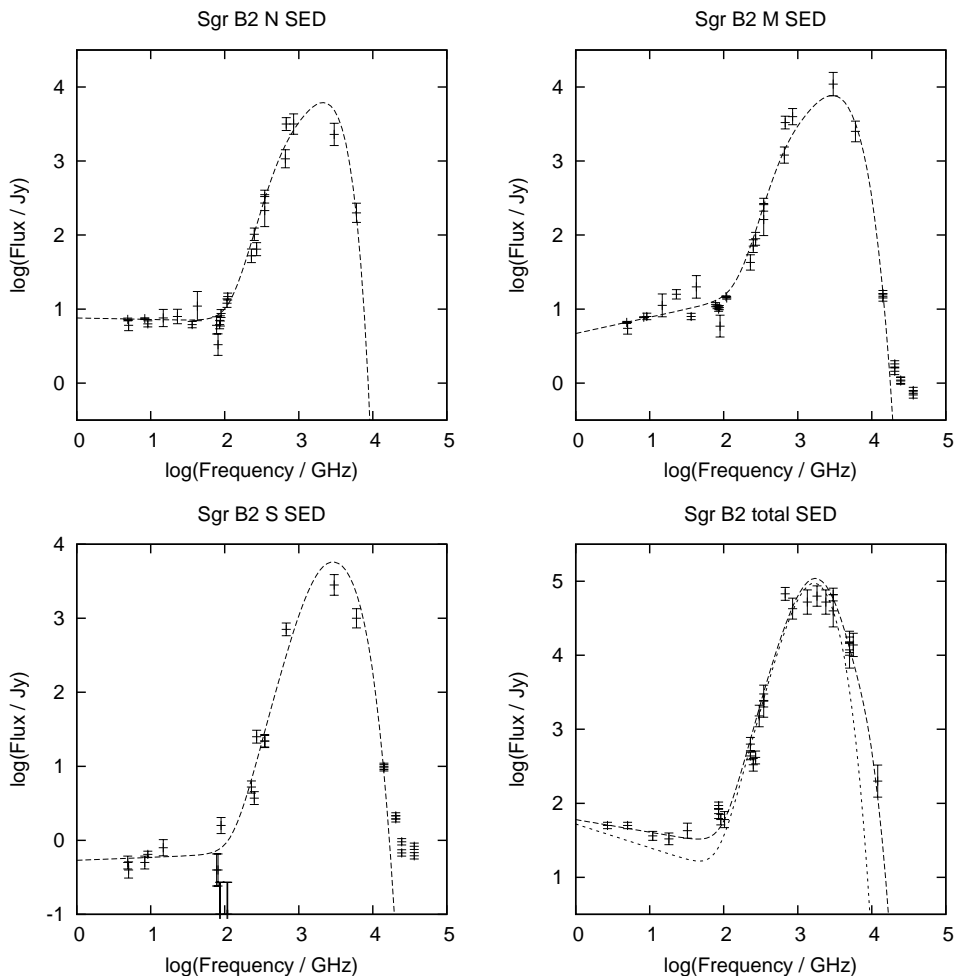 Sgr B2 N SED
log(Flux / Jy)
4
3
2
1
0
0 1 2 3 4 5
log(Frequency / GHz)
Sgr B2 M SED
log(Flux / Jy)
4
3
2
1
0
0 1 2 3 4 5
log(Frequency / GHz)
Sgr B2 S SED
log(Flux / Jy)
4
3
2
1
0
-1
0 1 2 3 4 5
log(Frequency / GHz)
Sgr B2 total SED
log(Flux / Jy)
5
4
3
2
1
0 1 2 3 4 5
log(Frequency / GHz)